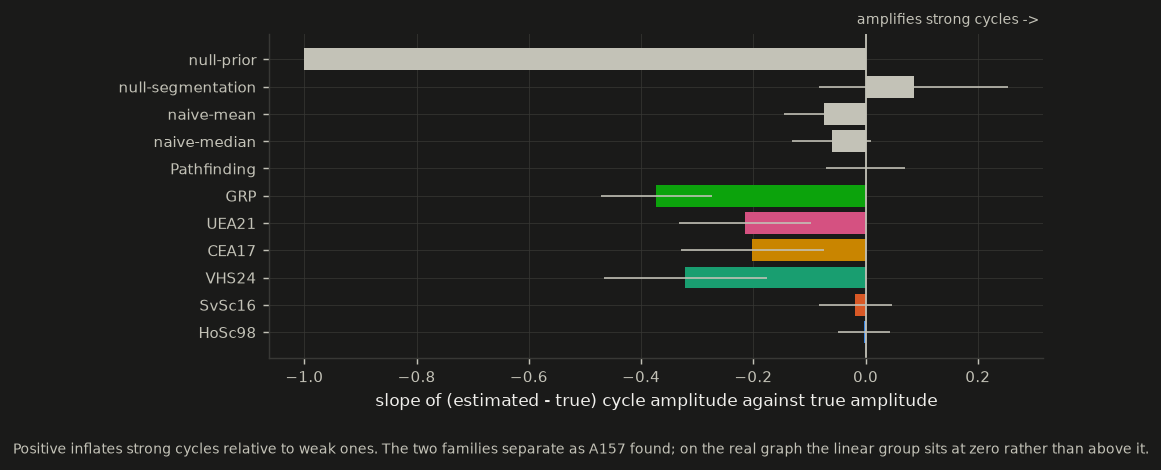 amplifies strong cycles ->
null-prior
null-segmentation
naive-mean
naive-median
Pathfinding
GRP
UEA21
CEA17
VHS24
SvSc16
HoSc98
−1.0 −0.8 −0.6 −0.4 −0.2 0.0 0.2
slope of (estimated - true) cycle amplitude against true amplitude
Positive inflates strong cycles relative to weak ones. The two families separate as A157 found; on the real graph the linear group sits at zero rather than above it.